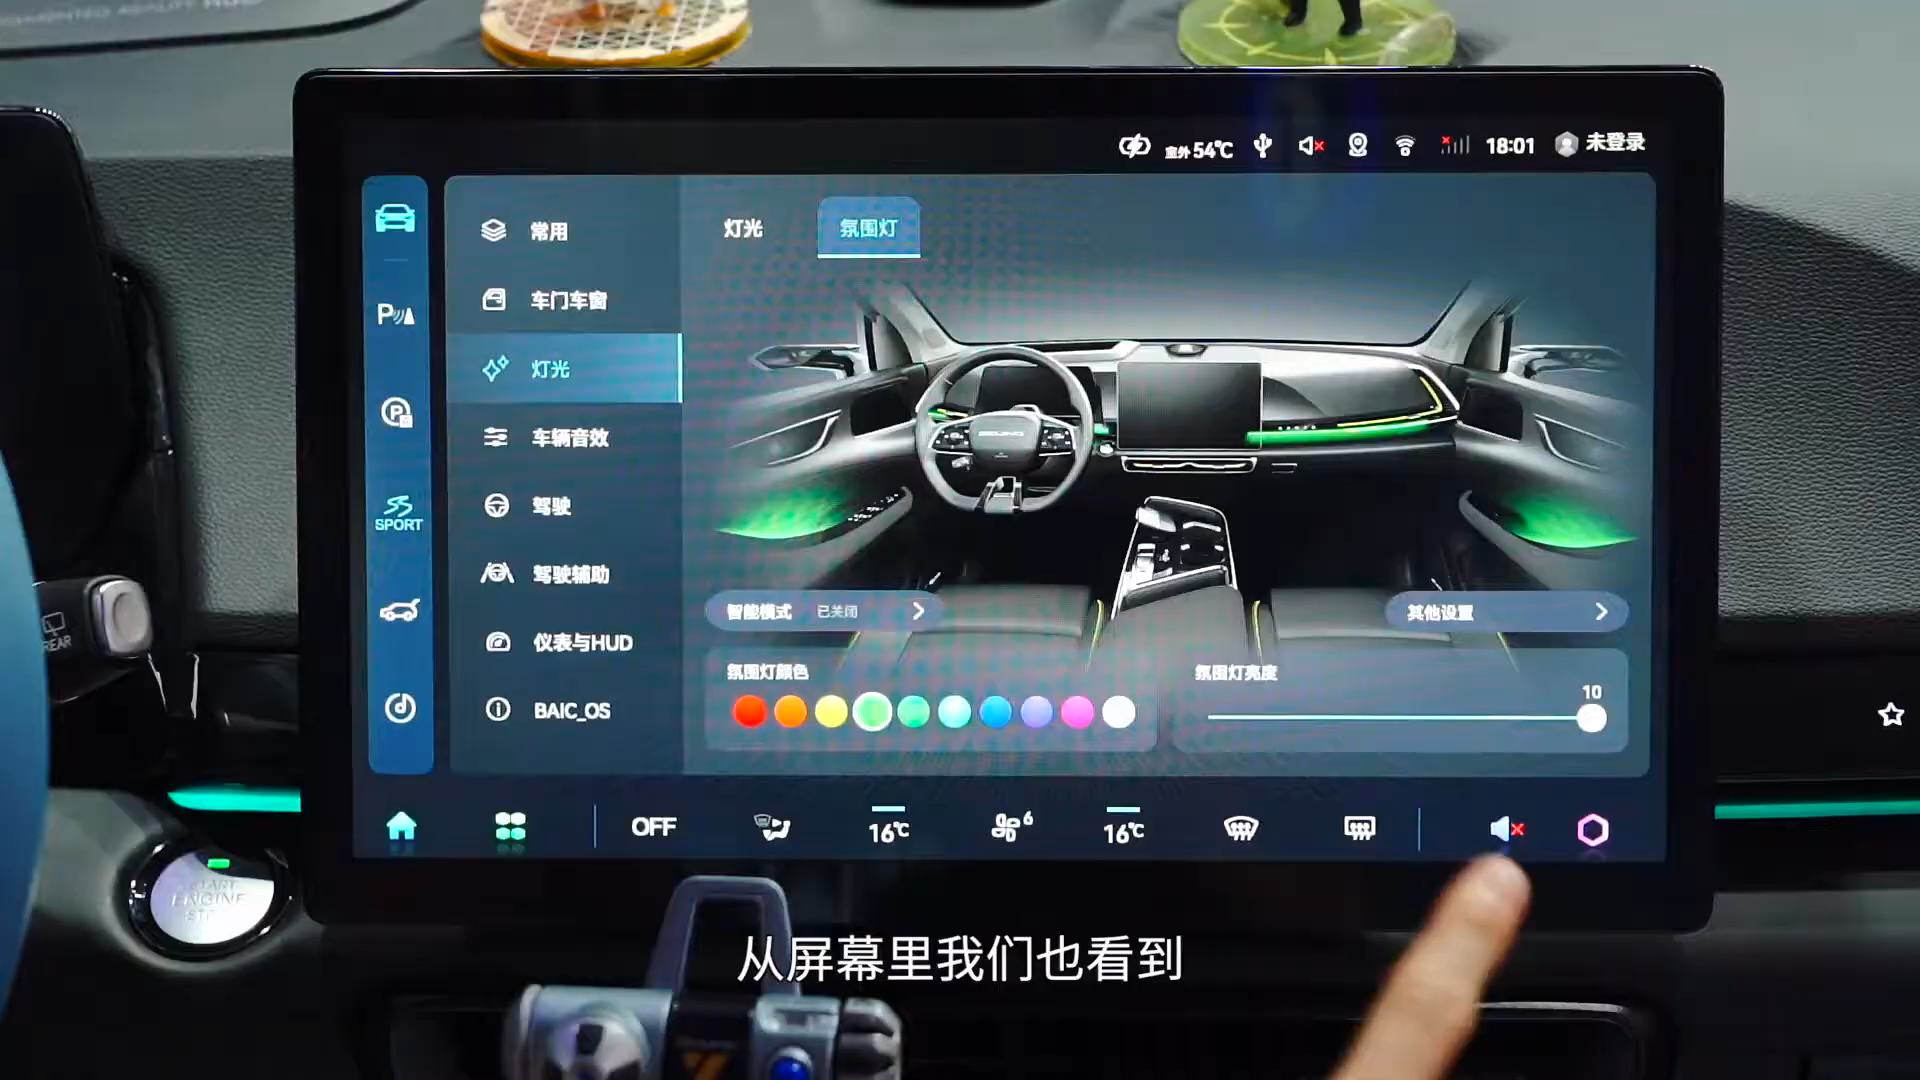 室外54℃
18:01
未登录
常用
车门车窗
灯光
车辆音效
驾驶
驾驶辅助
仪表与HUD
BAIC_OS
SPORT
灯光
氛围灯
智能模式 已关闭
其他设置
氛围灯颜色
氛围灯亮度
10
OFF
16℃
6
16℃
REAR
START
ENGINE
从屏幕里我们也看到